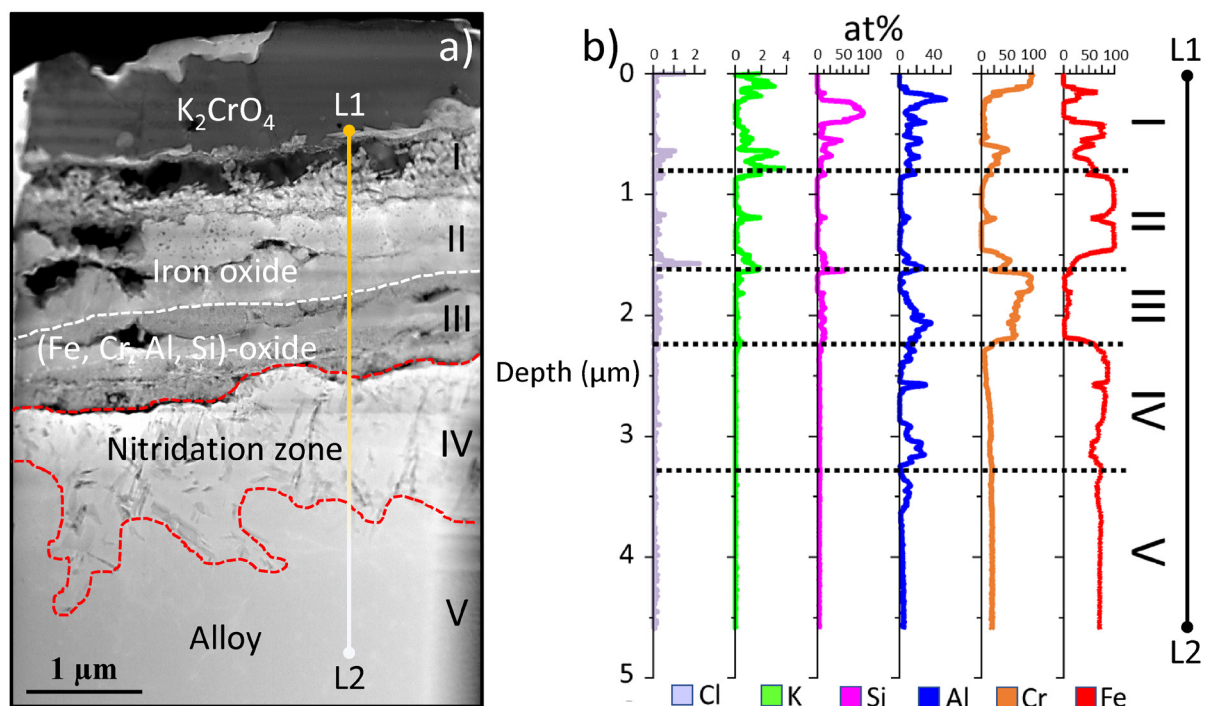 a)
K₂CrO₄
L1
I
II
Iron oxide
III
(Fe, Cr, Al, Si)-oxide
Nitridation zone
IV
V
Alloy
L2
1 µm
b)
at%
0 1 2
0 2 4
0 50 100
0 40
0 50 100
0 50 100
L1
0
I
1
II
2
III
Depth (µm)
IV
3
4
V
5
L2
Cl K Si Al Cr Fe